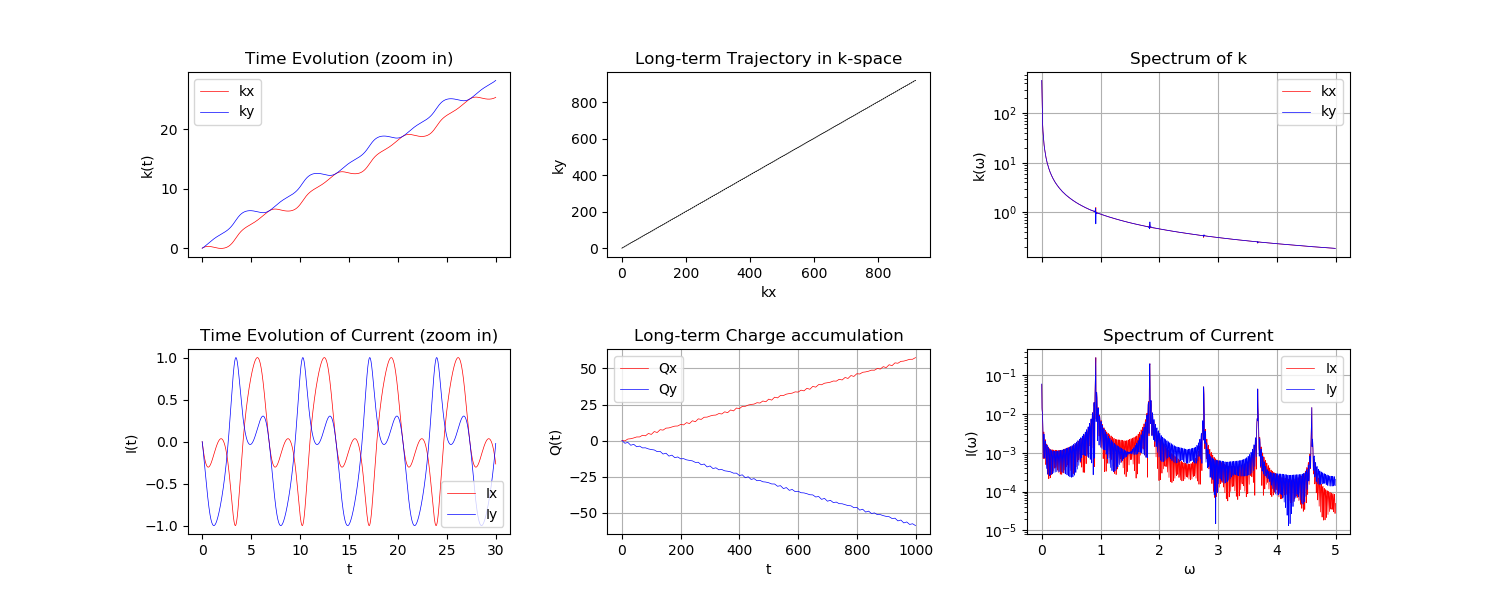 Time Evolution (zoom in)
k(t)
20
10
0
kx
ky
Long-term Trajectory in k-space
ky
800
600
400
200
0
0 200 400 600 800
kx
Spectrum of k
k(ω)
10²
10¹
10⁰
kx
ky
Time Evolution of Current (zoom in)
I(t)
1.0
0.5
0.0
−0.5
−1.0
Ix
Iy
0 5 10 15 20 25 30
t
Long-term Charge accumulation
Q(t)
50
25
0
−25
−50
Qx
Qy
0 200 400 600 800 1000
t
Spectrum of Current
I(ω)
10⁻¹
10⁻²
10⁻³
10⁻⁴
10⁻⁵
Ix
Iy
0 1 2 3 4 5
ω